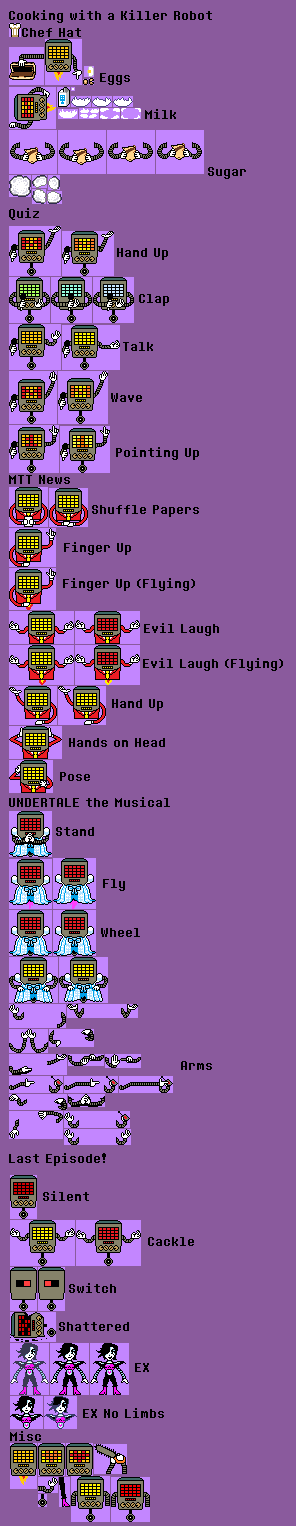 Cooking with a Killer Robot
Chef Hat
Eggs
Milk
Sugar
Quiz
Hand Up
Clap
Talk
Wave
Pointing Up
MTT News
Shuffle Papers
Finger Up
Finger Up (Flying)
Evil Laugh
Evil Laugh (Flying)
Hand Up
Hands on Head
Pose
UNDERTALE the Musical
Stand
Fly
Wheel
Arms
Last Episode!
Silent
Cackle
Switch
Shattered
EX
EX No Limbs
Misc